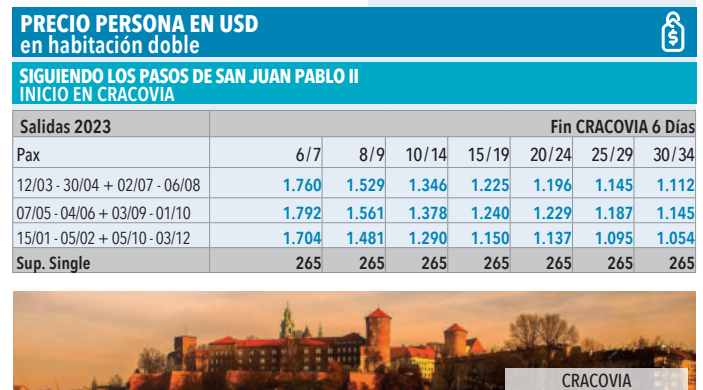 PRECIO PERSONA EN USD
en habitación doble
$
SIGUIENDO LOS PASOS DE SAN JUAN PABLO II
INICIO EN CRACOVIA
Salidas 2023 Fin CRACOVIA 6 Días
Pax 6/7 8/9 10/14 15/19 20/24 25/29 30/34
12/03 - 30/04 + 02/07 - 06/08 1.760 1.529 1.346 1.225 1.196 1.145 1.112
07/05 - 04/06 + 03/09 - 01/10 1.792 1.561 1.378 1.240 1.229 1.187 1.145
15/01 - 05/02 + 05/10 - 03/12 1.704 1.481 1.290 1.150 1.137 1.095 1.054
Sup. Single 265 265 265 265 265 265 265
CRACOVIA